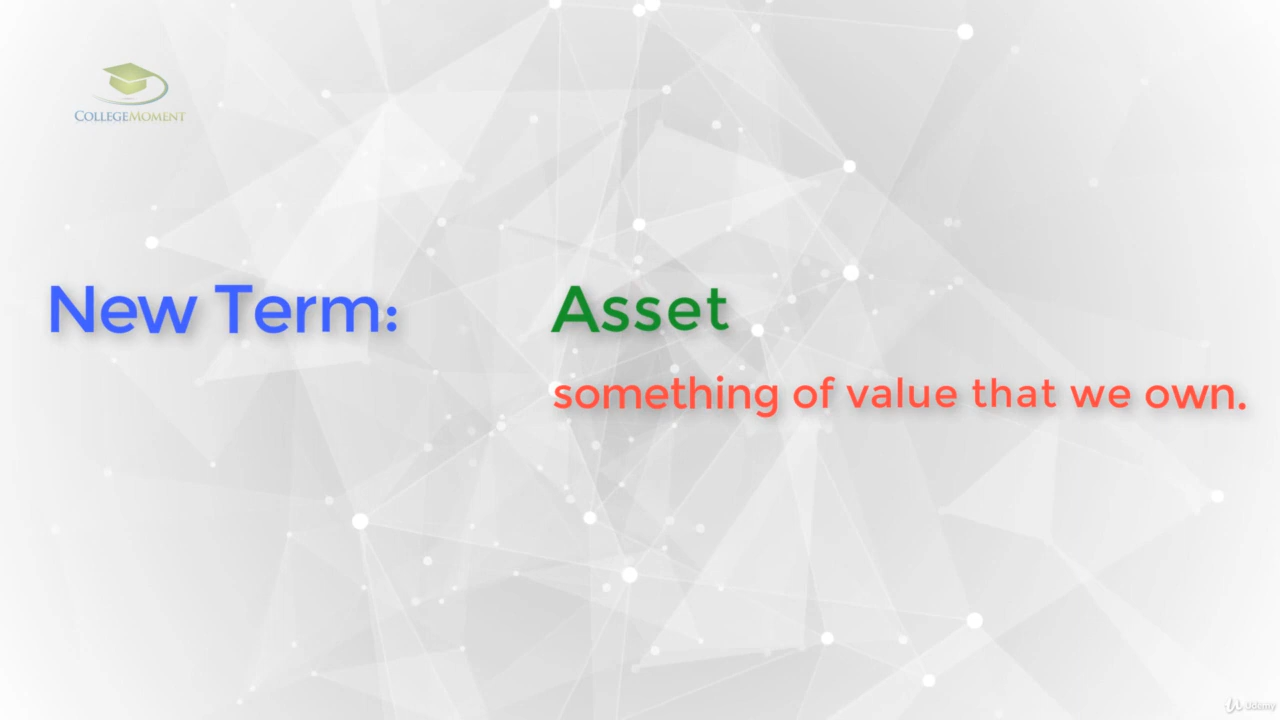 COLLEGEMOMENT
New Term: Asset
something of value that we own.
Udemy